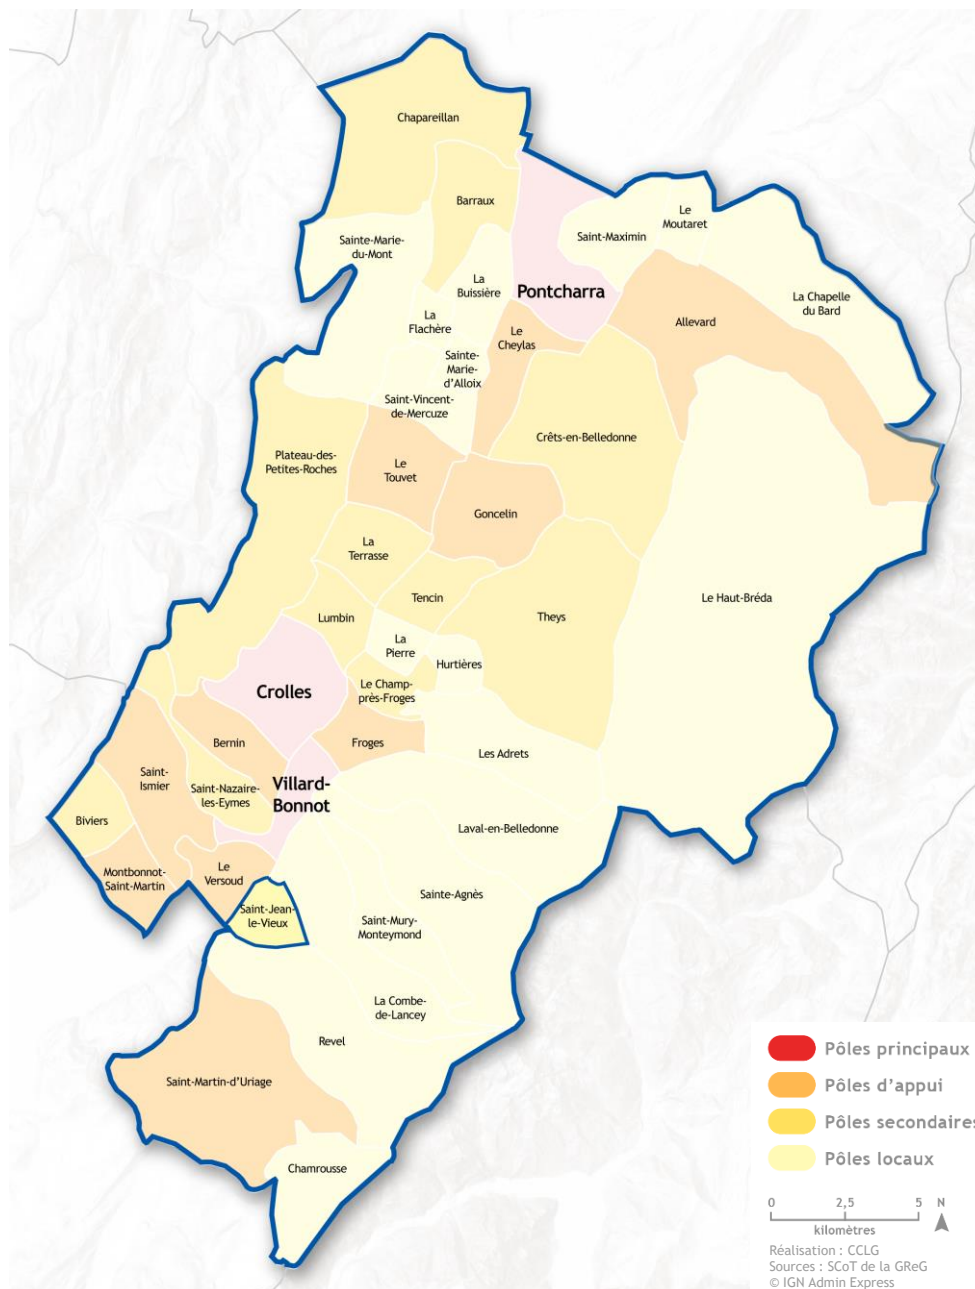 Chapareillan
Barraux
Le
Moutaret
Saint-Maximin
Sainte-Marie-
du-Mont
La
Buissière
Pontcharra
La Chapelle
du Bard
La
Flachère
Le
Cheylas
Allevard
Sainte-
Marie-
d'Alloix
Saint-Vincent-
de-Mercuze
Crêts-en-Belledonne
Plateau-des-
Petites-Roches
Le
Touvet
Goncelin
La
Terrasse
Tencin
Le Haut-Bréda
Lumbin
Theys
La
Pierre
Hurtières
Crolles
Le Champ-
près-Froges
Bernin
Froges
Les Adrets
Saint-
Ismier
Saint-Nazaire-
les-Eymes
Villard-
Bonnot
Biviers
Laval-en-Belledonne
Montbonnot-
Saint-Martin
Le
Versoud
Sainte-Agnès
Saint-Jean-
le-Vieux
Saint-Mury-
Monteymond
La Combe-
de-Lancey
Revel
Saint-Martin-d'Uriage
Chamrousse
Pôles principaux
Pôles d'appui
Pôles secondaires
Pôles locaux
0 2,5 5 N
kilomètres
Réalisation : CCLG
Sources : SCoT de la GReG
© IGN Admin Express